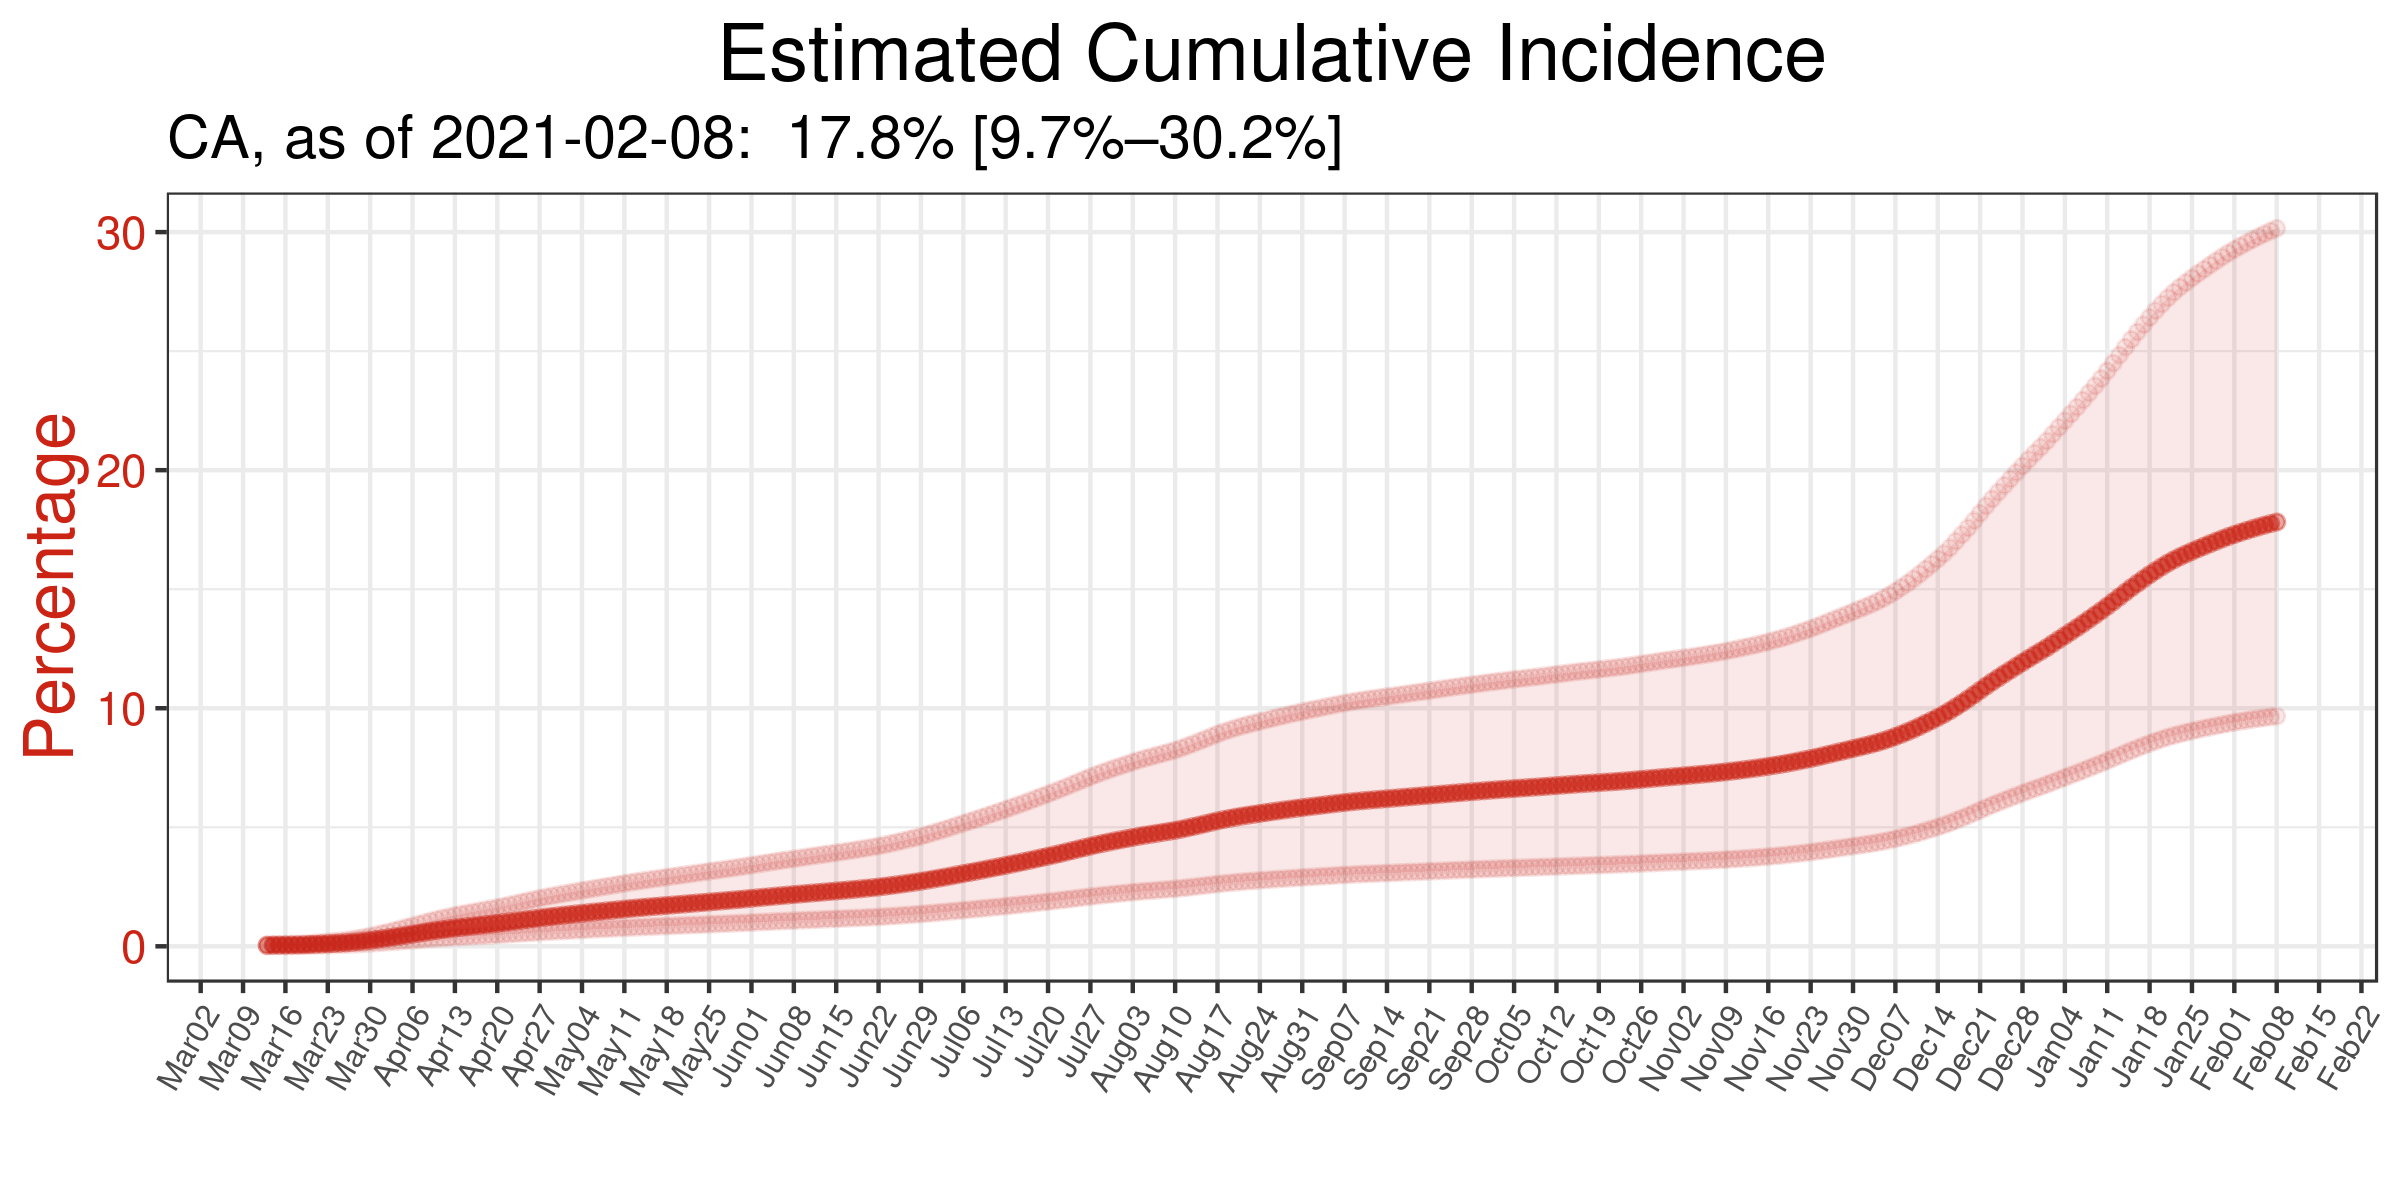 Estimated Cumulative Incidence
CA, as of 2021-02-08:  17.8% [9.7%–30.2%]
Percentage
30
20
10
0
Mar02
Mar09
Mar16
Mar23
Mar30
Apr06
Apr13
Apr20
Apr27
May04
May11
May18
May25
Jun01
Jun08
Jun15
Jun22
Jun29
Jul06
Jul13
Jul20
Jul27
Aug03
Aug10
Aug17
Aug24
Aug31
Sep07
Sep14
Sep21
Sep28
Oct05
Oct12
Oct19
Oct26
Nov02
Nov09
Nov16
Nov23
Nov30
Dec07
Dec14
Dec21
Dec28
Jan04
Jan11
Jan18
Jan25
Feb01
Feb08
Feb15
Feb22